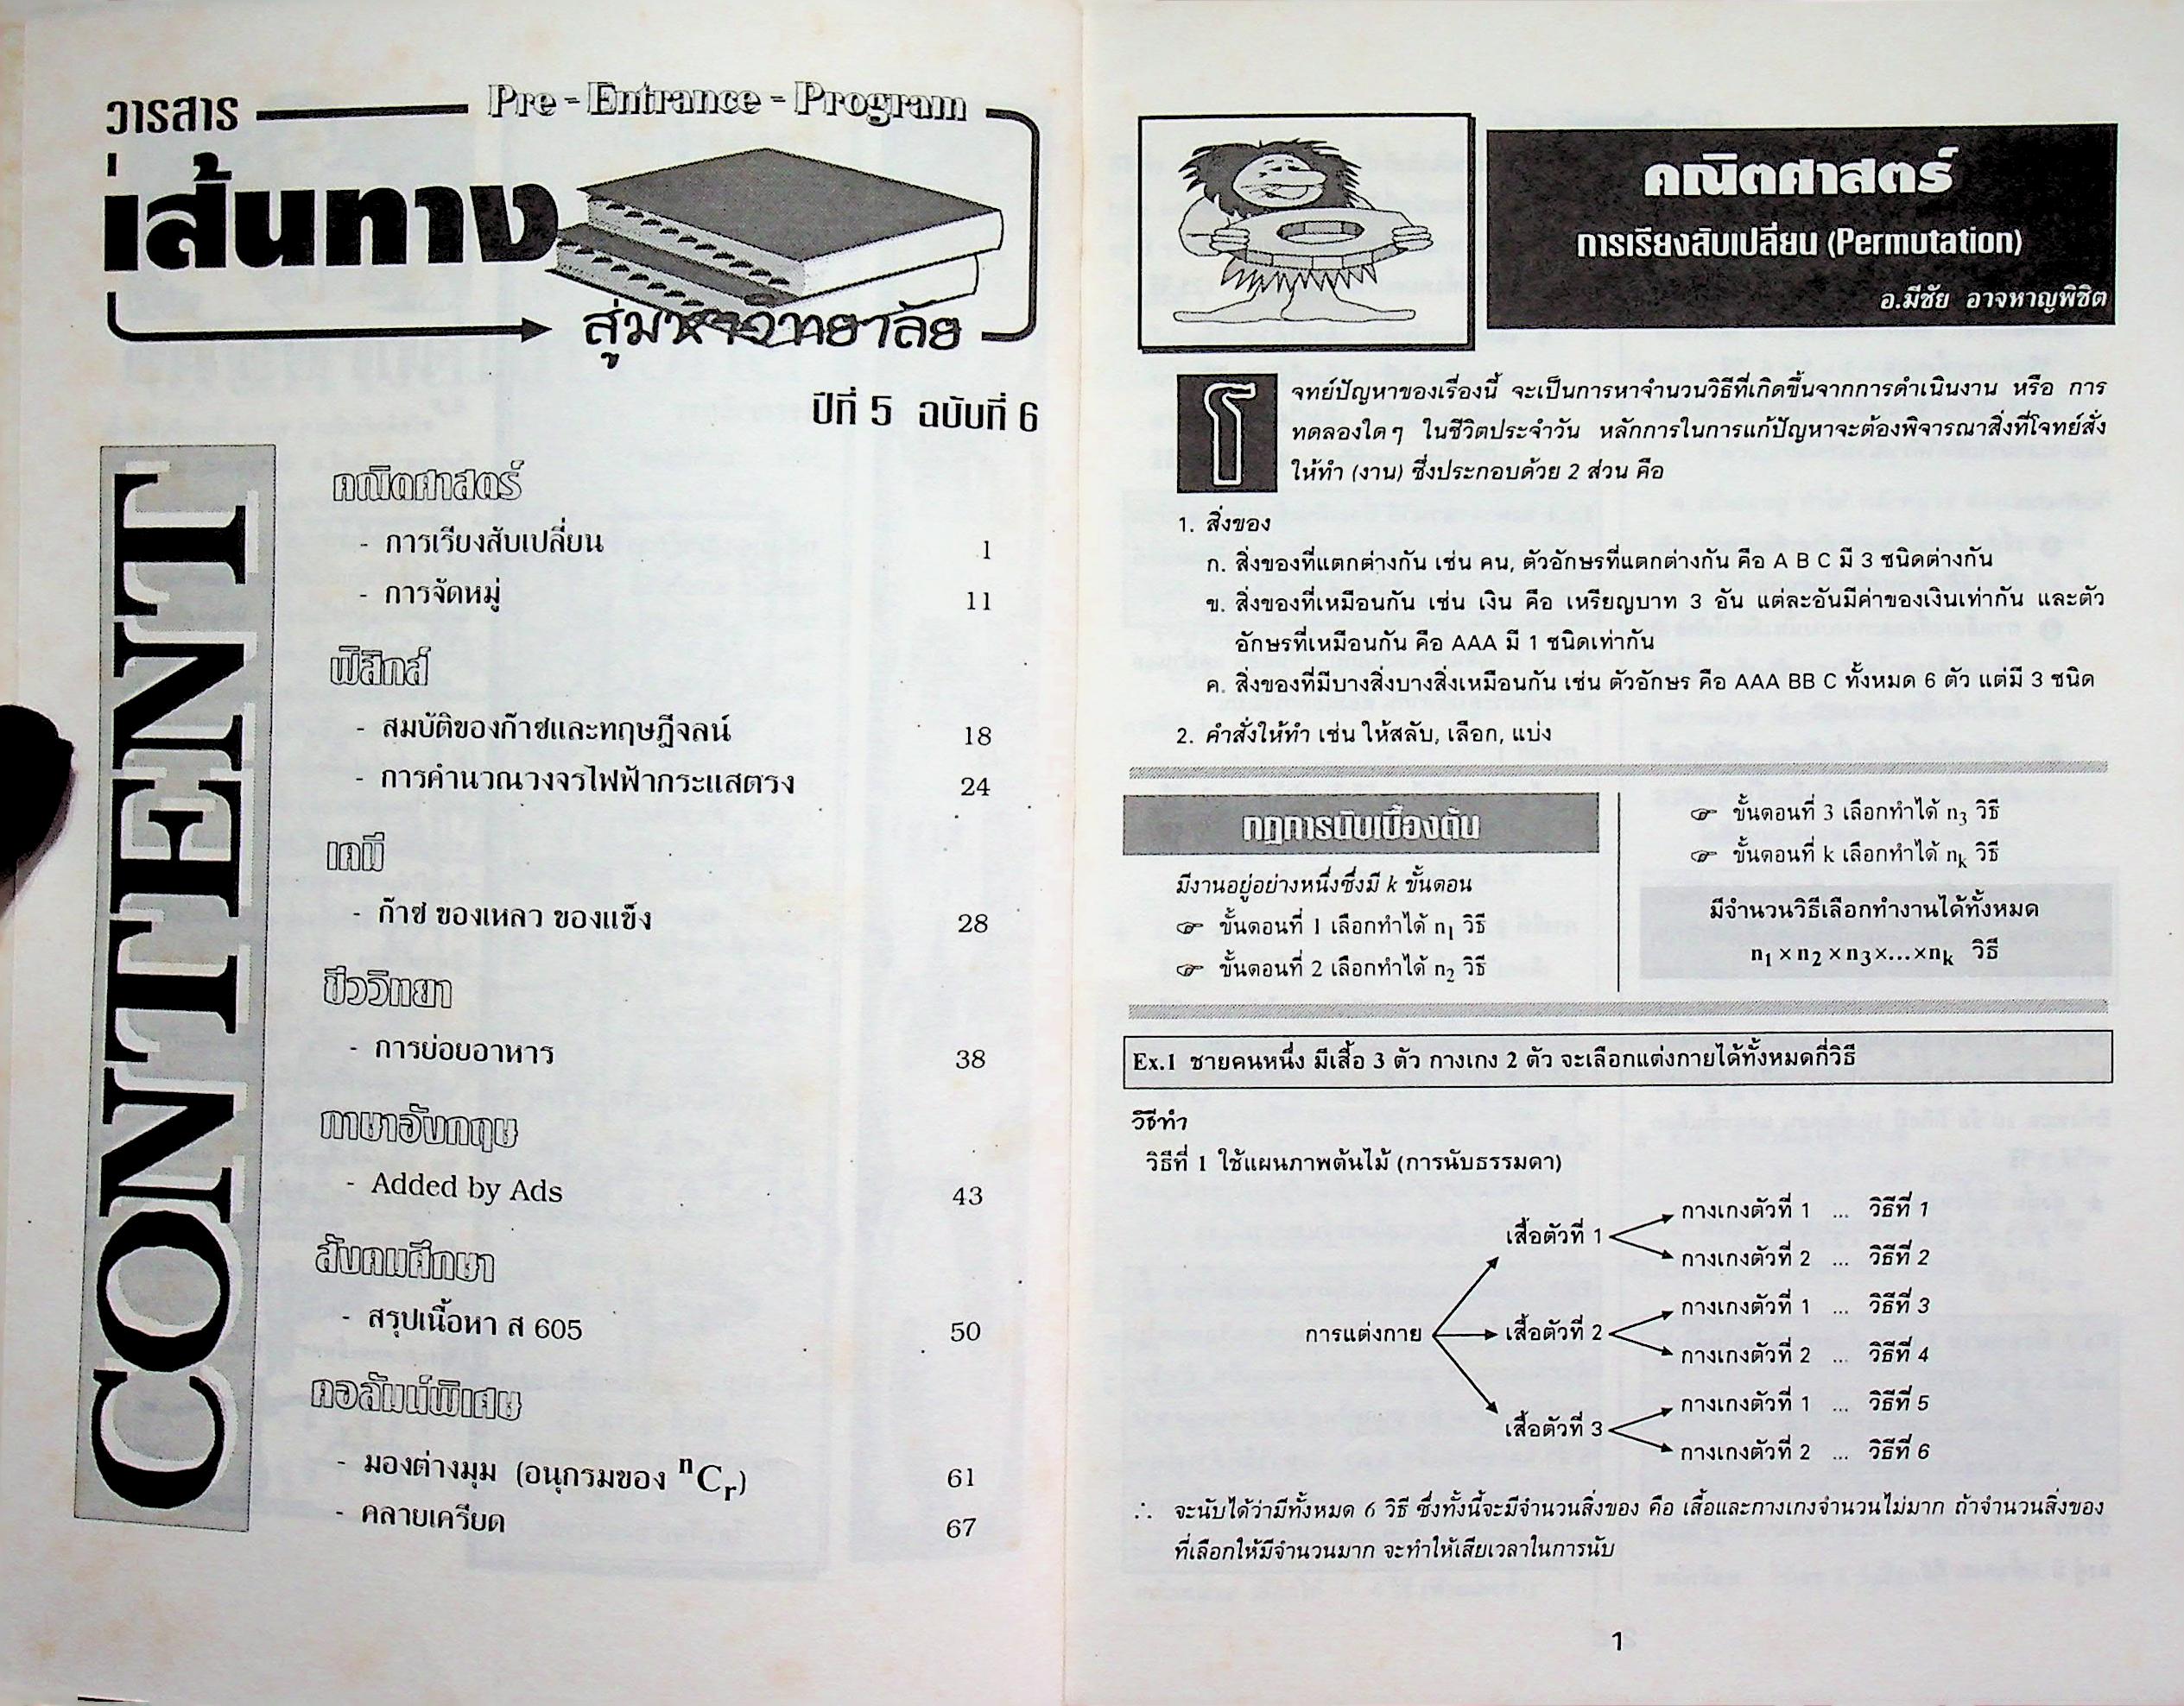 วารสาร
Pre - Entrance - Program
เส้นทาง
สู่มหาวิทยาลัย
ปีที่ 5 ฉบับที่ 6
CONTENT
คณิตศาสตร์
- การเรียงสับเปลี่ยน 1
- การจัดหมู่ 11
ฟิสิกส์
- สมบัติของก๊าซและทฤษฎีจลน์ 18
- การคำนวณวงจรไฟฟ้ากระแสตรง 24
เคมี
- ก๊าซ ของเหลว ของแข็ง 28
ชีววิทยา
- การย่อยอาหาร 38
ภาษาอังกฤษ
- Added by Ads 43
สังคมศึกษา
- สรุปเนื้อหา ส 605 50
คอลัมน์พิเศษ
- มองต่างมุม (อนุกรมของ ⁿCᵣ) 61
- คลายเครียด 67
คณิตศาสตร์
การเรียงสับเปลี่ยน (Permutation)
อ.มีชัย อาจหาญพิชิต
โจทย์ปัญหาของเรื่องนี้ จะเป็นการหาจำนวนวิธีที่เกิดขึ้นจากการดำเนินงาน หรือ การ
ทดลองใดๆ ในชีวิตประจำวัน หลักการในการแก้ปัญหาจะต้องพิจารณาสิ่งที่โจทย์สั่ง
ให้ทำ (งาน) ซึ่งประกอบด้วย 2 ส่วน คือ
1. สิ่งของ
ก. สิ่งของที่แตกต่างกัน เช่น คน, ตัวอักษรที่แตกต่างกัน คือ A B C มี 3 ชนิดต่างกัน
ข. สิ่งของที่เหมือนกัน เช่น เงิน คือ เหรียญบาท 3 อัน แต่ละอันมีค่าของเงินเท่ากัน และตัว
อักษรที่เหมือนกัน คือ AAA มี 1 ชนิดเท่ากัน
ค. สิ่งของที่มีบางสิ่งบางสิ่งเหมือนกัน เช่น ตัวอักษร คือ AAA BB C ทั้งหมด 6 ตัว แต่มี 3 ชนิด
2. คำสั่งให้ทำ เช่น ให้สลับ, เลือก, แบ่ง
กฎการนับเบื้องต้น
มีงานอยู่อย่างหนึ่งซึ่งมี k ขั้นตอน
☞ ขั้นตอนที่ 1 เลือกทำได้ n₁ วิธี
☞ ขั้นตอนที่ 2 เลือกทำได้ n₂ วิธี
☞ ขั้นตอนที่ 3 เลือกทำได้ n₃ วิธี
☞ ขั้นตอนที่ k เลือกทำได้ nₖ วิธี
มีจำนวนวิธีเลือกทำงานได้ทั้งหมด
n₁×n₂×n₃×...×nₖ วิธี
Ex.1 ชายคนหนึ่ง มีเสื้อ 3 ตัว กางเกง 2 ตัว จะเลือกแต่งกายได้ทั้งหมดกี่วิธี
วิธีทำ
วิธีที่ 1 ใช้แผนภาพต้นไม้ (การนับธรรมดา)
กางเกงตัวที่ 1 ... วิธีที่ 1
เสื้อตัวที่ 1
กางเกงตัวที่ 2 ... วิธีที่ 2
กางเกงตัวที่ 1 ... วิธีที่ 3
การแต่งกาย เสื้อตัวที่ 2
กางเกงตัวที่ 2 ... วิธีที่ 4
กางเกงตัวที่ 1 ... วิธีที่ 5
เสื้อตัวที่ 3
กางเกงตัวที่ 2 ... วิธีที่ 6
∴ จะนับได้ว่ามีทั้งหมด 6 วิธี ซึ่งทั้งนี้จะมีจำนวนสิ่งของ คือ เสื้อและกางเกงจำนวนไม่มาก ถ้าจำนวนสิ่งของ
ที่เลือกให้มีจำนวนมาก จะทำให้เสียเวลาในการนับ
1